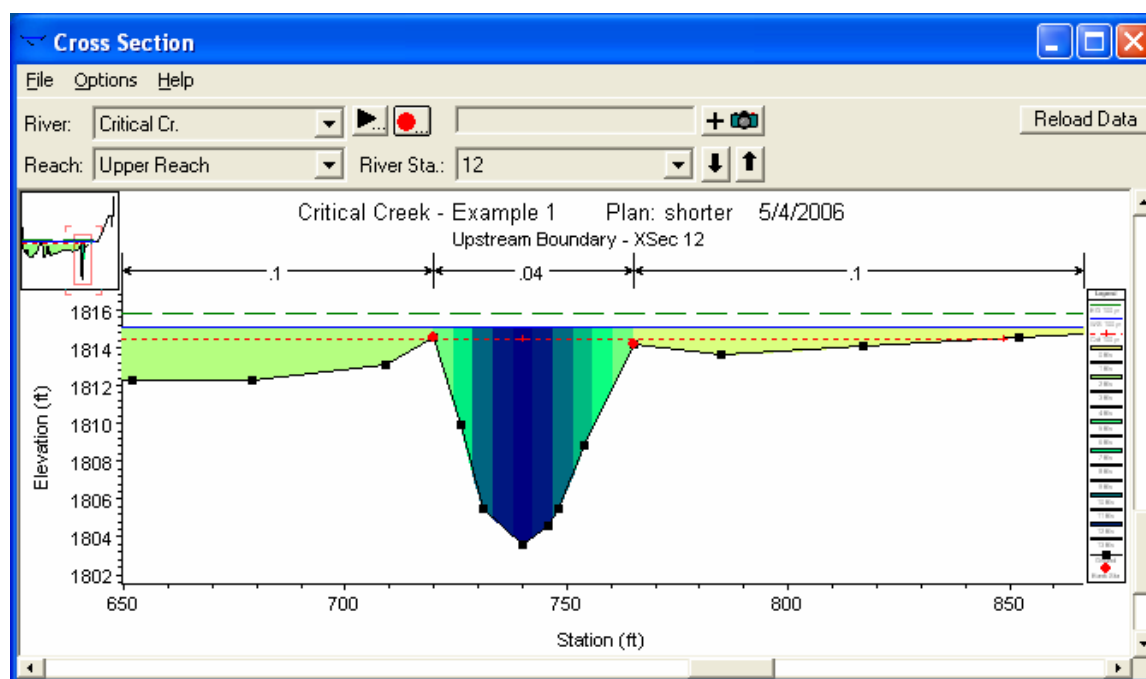 Cross Section
File Options Help
River: Critical Cr. ... ... Reload Data
Reach: Upper Reach River Sta.: 12
Critical Creek - Example 1 Plan: shorter 5/4/2006
Upstream Boundary - XSec 12
.1 .04 .1
1816
1814
1812
1810
1808
1806
1804
1802
Elevation (ft)
650 700 750 800 850
Station (ft)
Legend